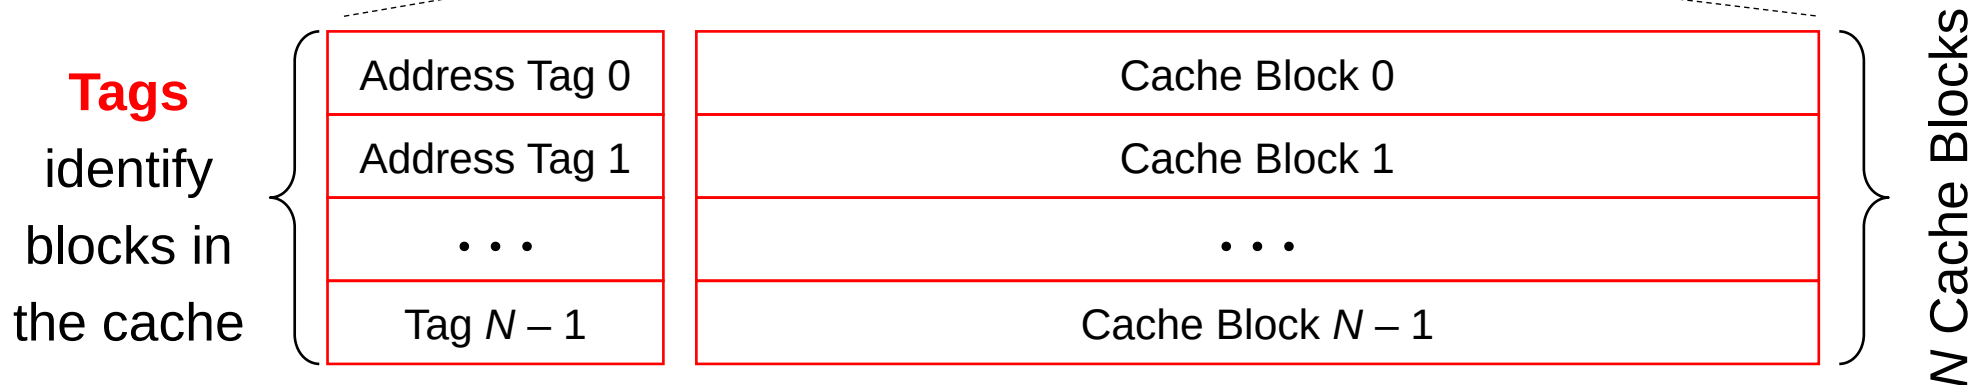 Tags
identify
blocks in
the cache
Address Tag 0
Cache Block 0
Address Tag 1
Cache Block 1
• • •
• • •
Tag N – 1
Cache Block N – 1
N Cache Blocks